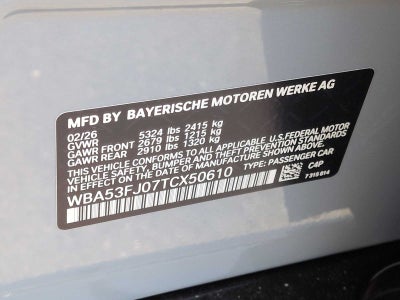 MFD BY BAYERISCHE MOTOREN WERKE AG
02/26
GVWR 5324 lbs 2415 kg
GAWR FRONT 2679 lbs 1215 kg
GAWR REAR 2910 lbs 1320 kg
THIS VEHICLE CONFORMS TO ALL APPLICABLE U.S.FEDERAL MOTOR
VEHICLE SAFETY, BUMPER AND THEFT PREVENTION STANDARDS
IN EFFECT ON THE DATE OF MANUFACTURE SHOWN ABOVE.
WBA53FJ07TCX50610 TYPE: PASSENGER CAR
C4P
7 319 814